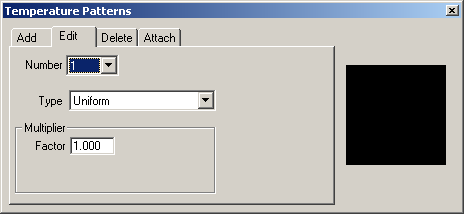 Temperature Patterns
Add Edit Delete Attach
Number 1
Type Uniform
Multiplier
Factor 1.000